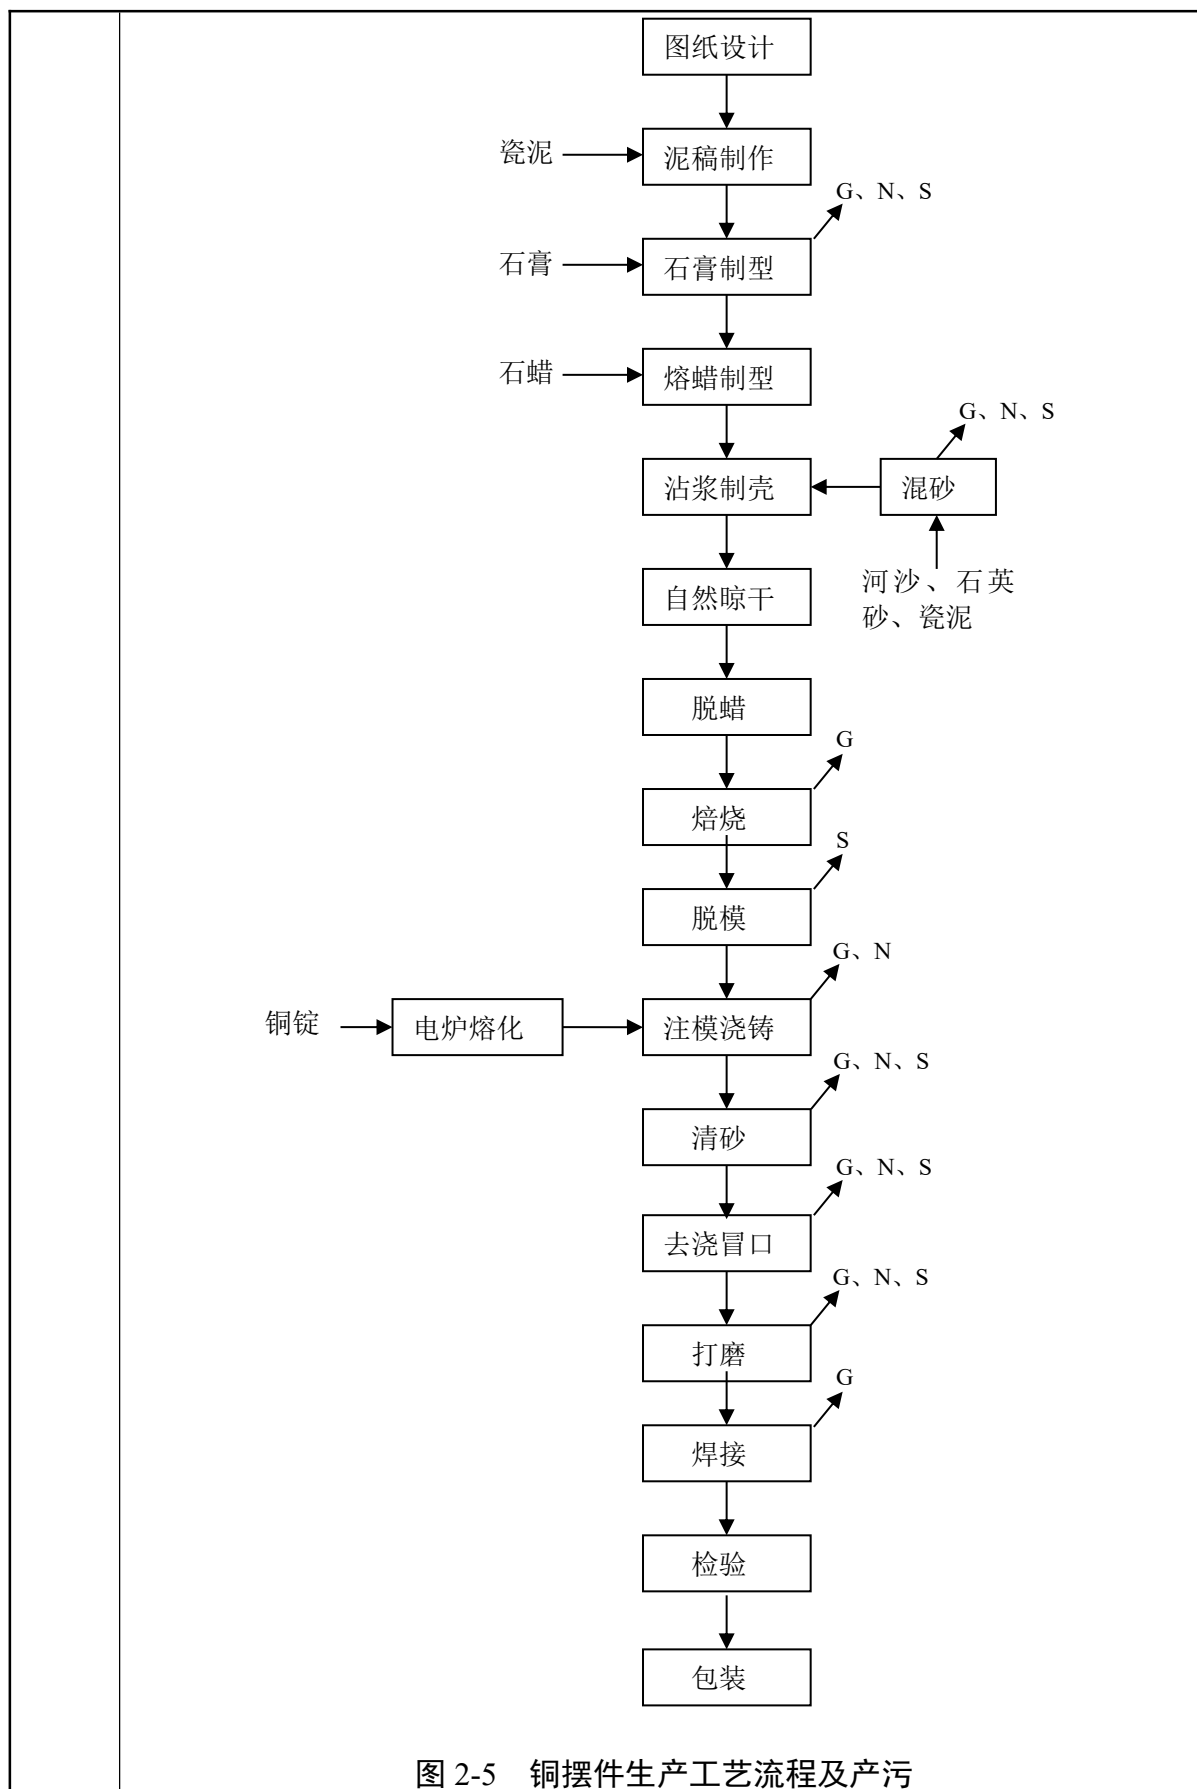 图纸设计
瓷泥
泥稿制作
G、N、S
石膏
石膏制型
石蜡
熔蜡制型
G、N、S
沾浆制壳
混砂
河沙、石英
砂、瓷泥
自然晾干
脱蜡
G
焙烧
S
脱模
G、N
铜锭
电炉熔化
注模浇铸
G、N、S
清砂
G、N、S
去浇冒口
G、N、S
打磨
G
焊接
检验
包装
图 2-5 铜摆件生产工艺流程及产污